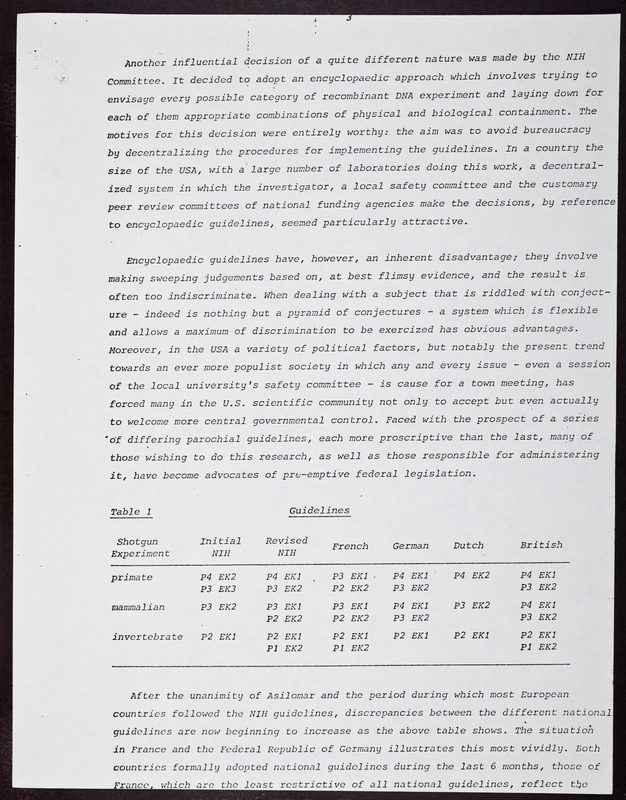 3
Another influential decision of a quite different nature was made by the NIH
Committee. It decided to adopt an encyclopaedic approach which involves trying to
envisage every possible category of recombinant DNA experiment and laying down for
each of them appropriate combinations of physical and biological containment. The
motives for this decision were entirely worthy: the aim was to avoid bureaucracy
by decentralizing the procedures for implementing the guidelines. In a country the
size of the USA, with a large number of laboratories doing this work, a decentral-
ized system in which the investigator, a local safety committee and the customary
peer review committees of national funding agencies make the decisions, by reference
to encyclopaedic guidelines, seemed particularly attractive.
Encyclopaedic guidelines have, however, an inherent disadvantage; they involve
making sweeping judgements based on, at best flimsy evidence, and the result is
often too indiscriminate. When dealing with a subject that is riddled with conject-
ure - indeed is nothing but a pyramid of conjectures - a system which is flexible
and allows a maximum of discrimination to be exercized has obvious advantages.
Moreover, in the USA a variety of political factors, but notably the present trend
towards an ever more populist society in which any and every issue - even a session
of the local university's safety committee - is cause for a town meeting, has
forced many in the U.S. scientific community not only to accept but even actually
to welcome more central governmental control. Faced with the prospect of a series
of differing parochial guidelines, each more proscriptive than the last, many of
those wishing to do this research, as well as those responsible for administering
it, have become advocates of pre-emptive federal legislation.
Table 1 Guidelines
Shotgun Experiment Initial NIH Revised NIH French German Dutch British
primate P4 EK2 P4 EK1 P3 EK1 P4 EK1 P4 EK2 P4 EK1
P3 EK3 P3 EK2 P2 EK2 P3 EK2 P3 EK2
mammalian P3 EK2 P3 EK1 P3 EK1 P4 EK1 P3 EK2 P4 EK1
P2 EK2 P2 EK2 P3 EK2 P3 EK2
invertebrate P2 EK1 P2 EK1 P2 EK1 P2 EK1 P2 EK1 P2 EK1
P1 EK2 P1 EK2 P1 EK2
After the unanimity of Asilomar and the period during which most European
countries followed the NIH guidelines, discrepancies between the different national
guidelines are now beginning to increase as the above table shows. The situation
in France and the Federal Republic of Germany illustrates this most vividly. Both
countries formally adopted national guidelines during the last 6 months, those of
France, which are the least restrictive of all national guidelines, reflect the